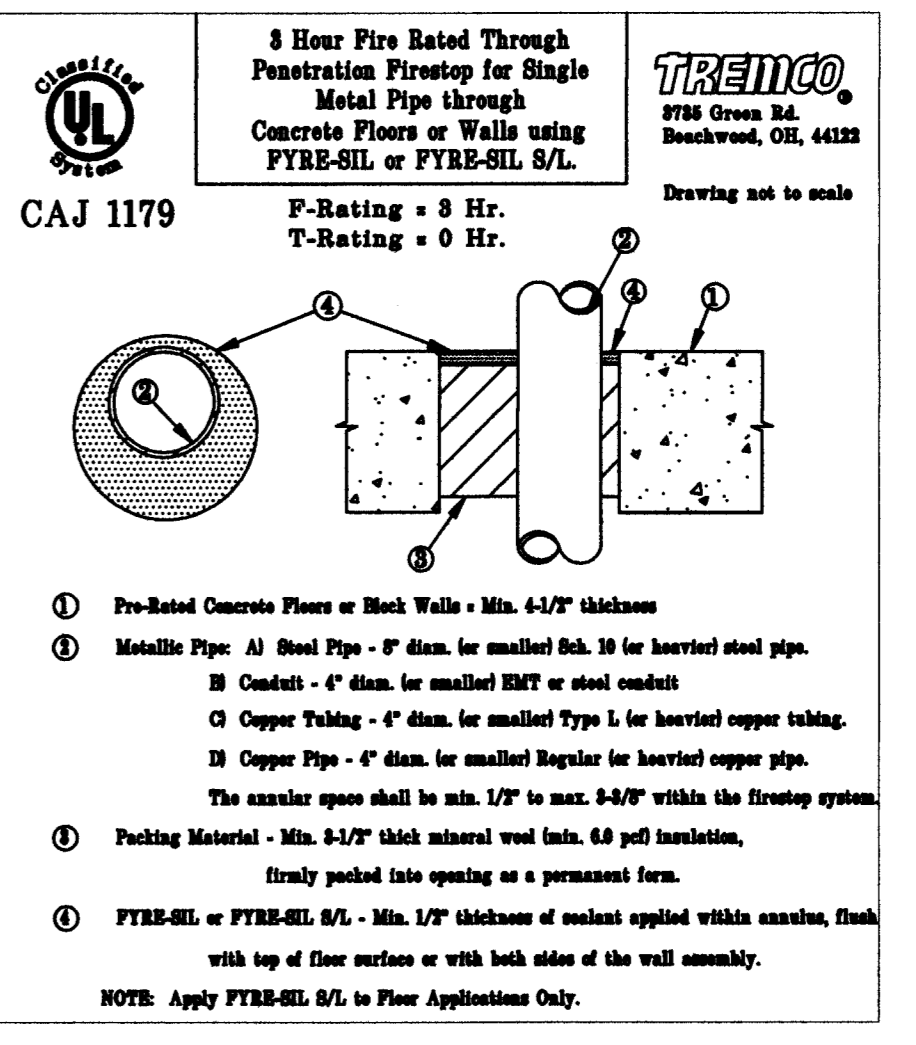 Classified
UL
System
CAJ 1179
3 Hour Fire Rated Through
Penetration Firestop for Single
Metal Pipe through
Concrete Floors or Walls using
FYRE-SIL or FYRE-SIL S/L.
TREMCO®
3735 Green Rd.
Beachwood, OH, 44122
Drawing not to scale
F-Rating = 3 Hr.
T-Rating = 0 Hr.
4
2
2
4
1
3
1 Pre-Rated Concrete Floors or Block Walls = Min. 4-1/2" thickness
2 Metallic Pipe: A) Steel Pipe - 8" diam. (or smaller) Sch. 10 (or heavier) steel pipe.
B) Conduit - 4" diam. (or smaller) EMT or steel conduit
C) Copper Tubing - 4" diam. (or smaller) Type L (or heavier) copper tubing.
D) Copper Pipe - 4" diam. (or smaller) Regular (or heavier) copper pipe.
The annular space shall be min. 1/2" to max. within the firestop system.
3 Packing Material - Min. 3-1/2" thick mineral wool (min. pcf) insulation,
firmly packed into opening as a permanent form.
4 FYRE-SIL or FYRE-SIL S/L - Min. 1/2" thickness of sealant applied within annulus, flush
with top of floor surface or with both sides of the wall assembly.
NOTE: Apply FYRE-SIL S/L to Floor Applications Only.